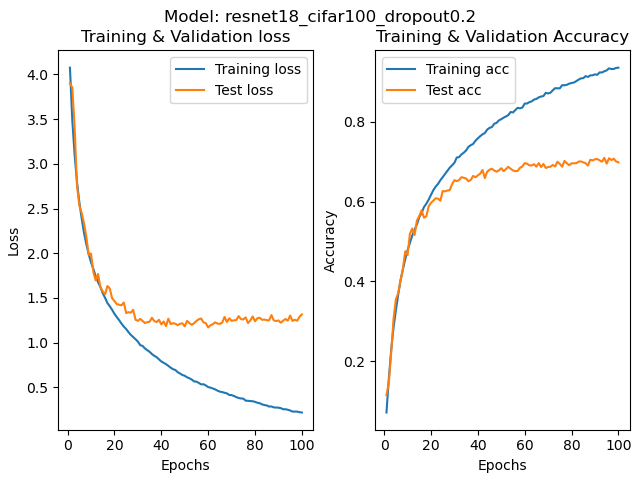 Model: resnet18_cifar100_dropout0.2
Training & Validation loss
Training & Validation Accuracy
Training loss
Test loss
Training acc
Test acc
4.0
3.5
3.0
2.5
2.0
1.5
1.0
0.5
Loss
0 20 40 60 80 100
Epochs
0.8
0.6
0.4
0.2
Accuracy
0 20 40 60 80 100
Epochs